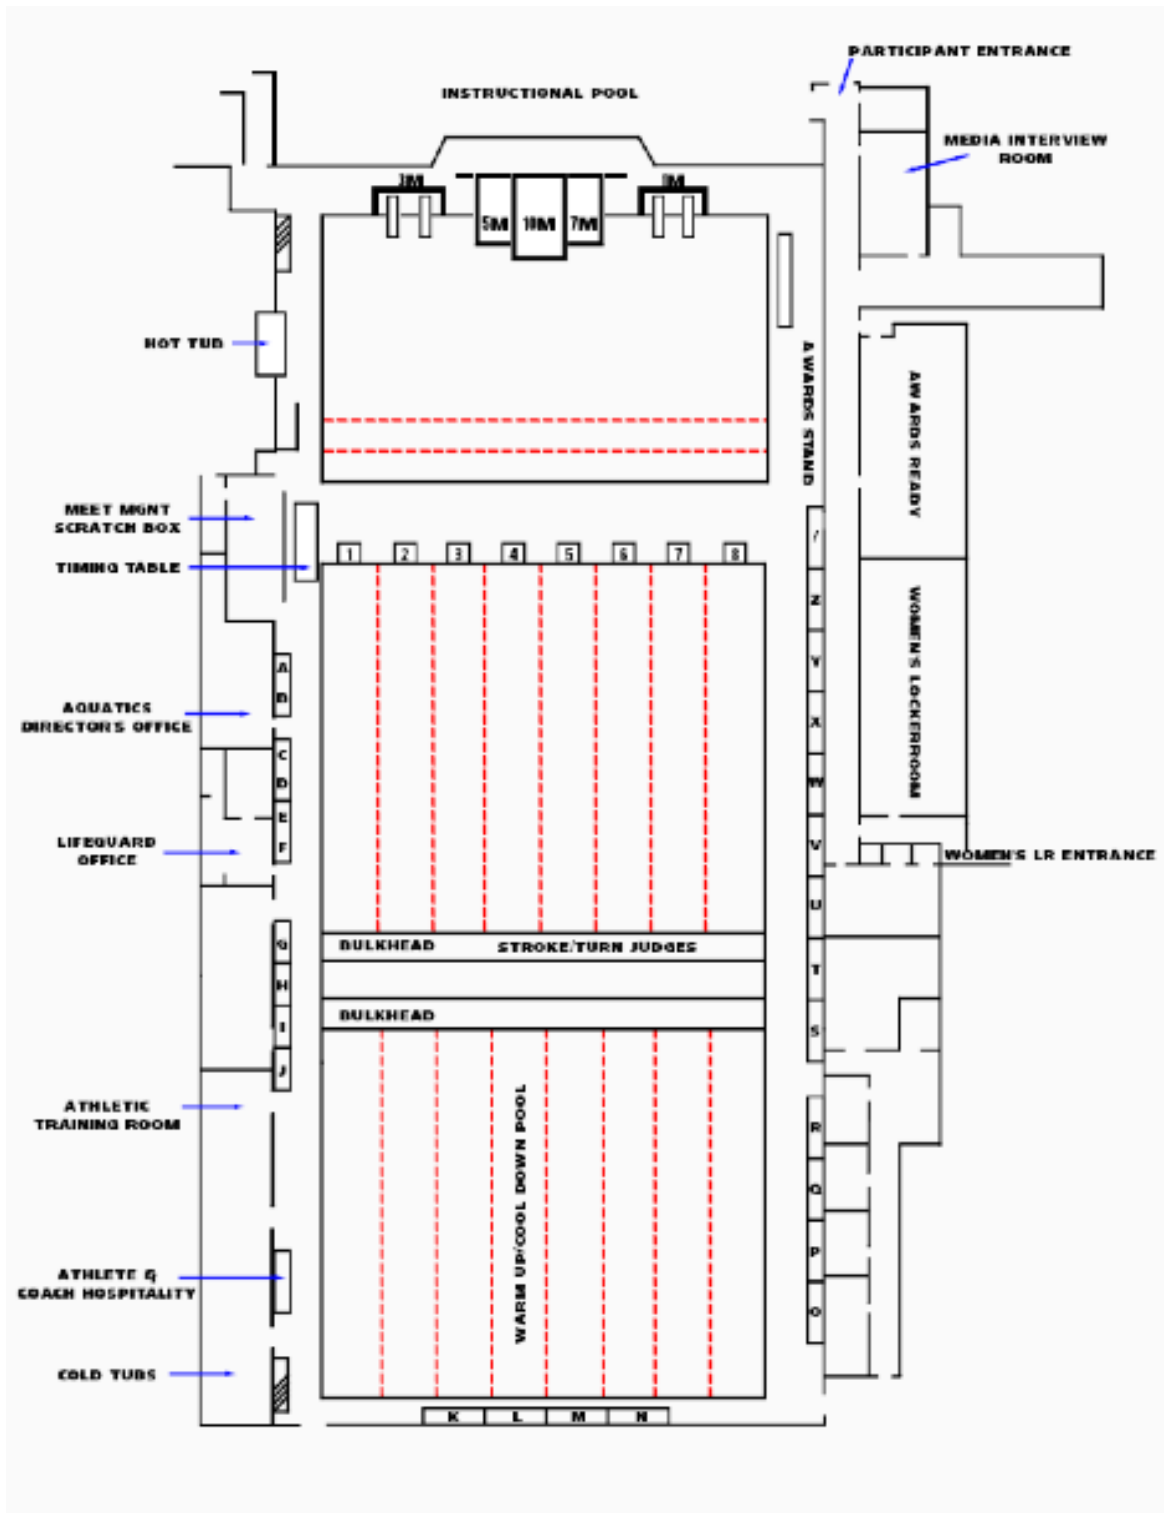 PARTICIPANT ENTRANCE
INSTRUCTIONAL POOL
MEDIA INTERVIEW
ROOM
5M
10M
7M
HOT TUB
AWARDS STAND
AWARDS READY
MEET MGNT
SCRATCH BOX
TIMING TABLE
1
2
3
4
5
6
7
8
/
Z
Y
X
W
V
U
T
S
R
Q
P
O
WOMEN'S LOCKERROOM
A
B
AQUATICS
DIRECTOR'S OFFICE
C
D
E
F
LIFEGUARD
OFFICE
WOMEN'S LR ENTRANCE
G
H
I
J
BULKHEAD
STROKE/TURN JUDGES
BULKHEAD
ATHLETIC
TRAINING ROOM
WARM UP/COOL DOWN POOL
ATHLETE &
COACH HOSPITALITY
COLD TUBS
K
L
M
N